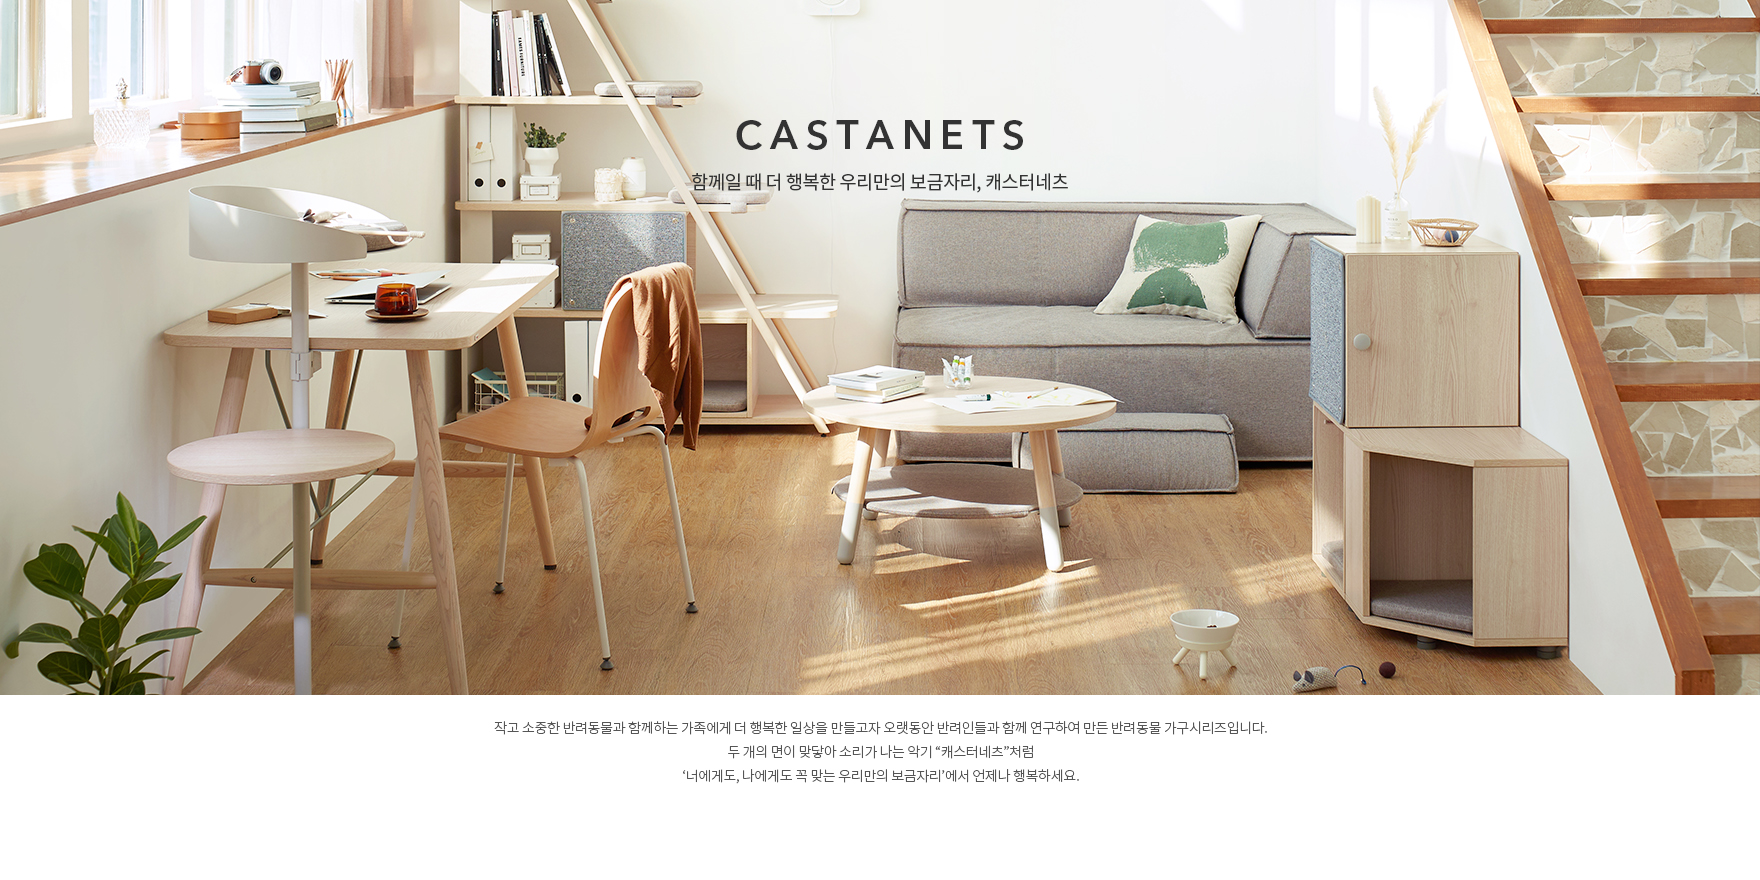 CASTANETS
함께일 때 더 행복한 우리만의 보금자리, 캐스터네츠
작고 소중한 반려동물과 함께하는 가족에게 더 행복한 일상을 만들고자 오랫동안 반려인들과 함께 연구하여 만든 반려동물 가구시리즈입니다.
두 개의 면이 맞닿아 소리가 나는 악기 “캐스터네츠”처럼
‘너에게도, 나에게도 꼭 맞는 우리만의 보금자리’에서 언제나 행복하세요.